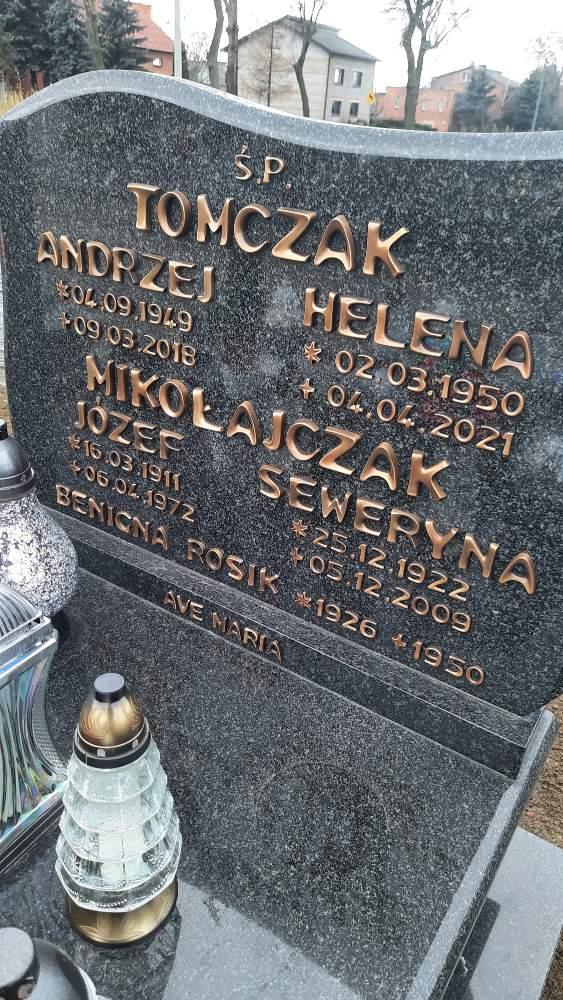 Ś.P.
TOMCZAK
ANDRZEJ
*04.09.1949
+09.03.2018
HELENA
* 02.03.1950
+ 04.04.2021
MIKOŁAJCZAK
JÓZEF
*16.03.1911
+06.04.1972
SEWERYNA
*25.12.1922
+05.12.2009
BENIGNA ROSIK *1926 +1950
AVE MARIA